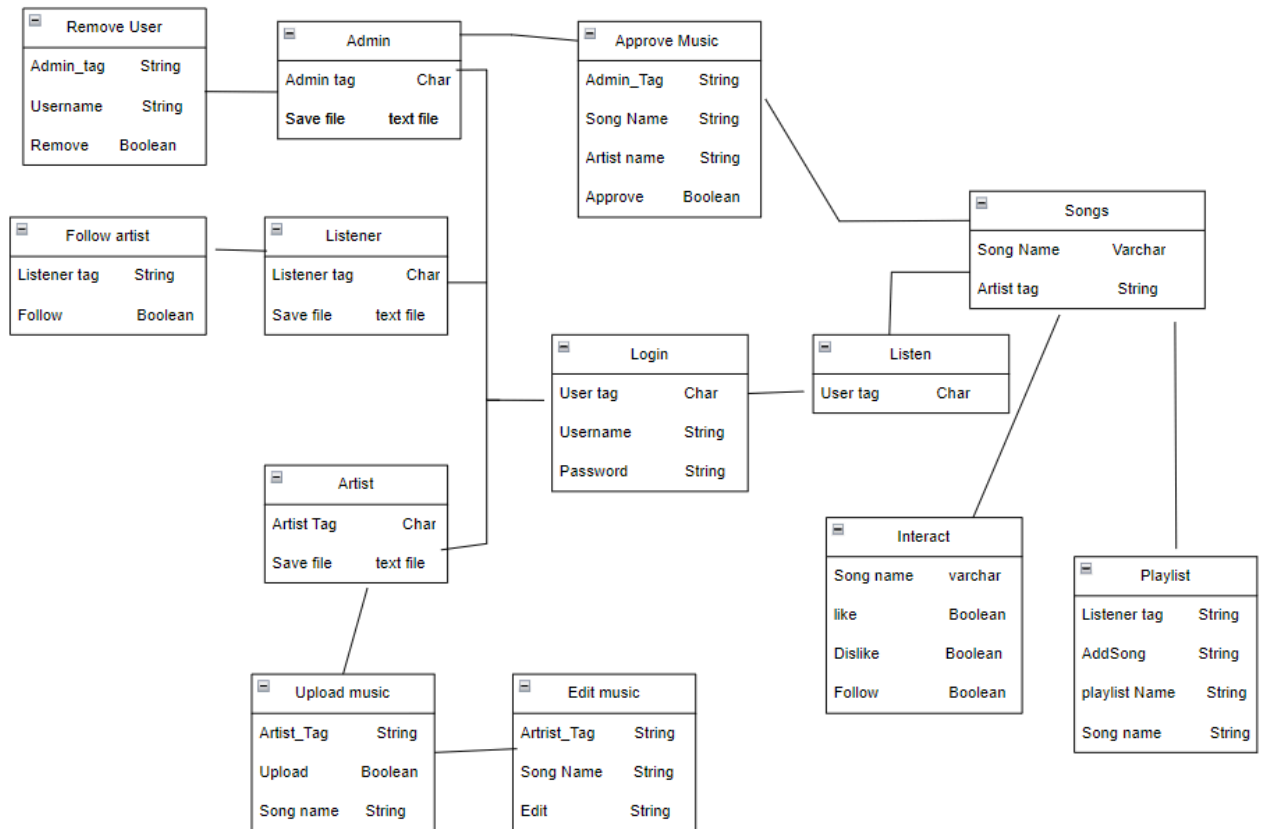 Remove User
Admin_tag String
Username String
Remove Boolean
Admin
Admin tag Char
Save file text file
Approve Music
Admin_Tag String
Song Name String
Artist name String
Approve Boolean
Follow artist
Listener tag String
Follow Boolean
Listener
Listener tag Char
Save file text file
Songs
Song Name Varchar
Artist tag String
Login
User tag Char
Username String
Password String
Listen
User tag Char
Artist
Artist Tag Char
Save file text file
Interact
Song name varchar
like Boolean
Dislike Boolean
Follow Boolean
Playlist
Listener tag String
AddSong String
playlist Name String
Song name String
Upload music
Artist_Tag String
Upload Boolean
Song name String
Edit music
Artrist_Tag String
Song Name String
Edit String